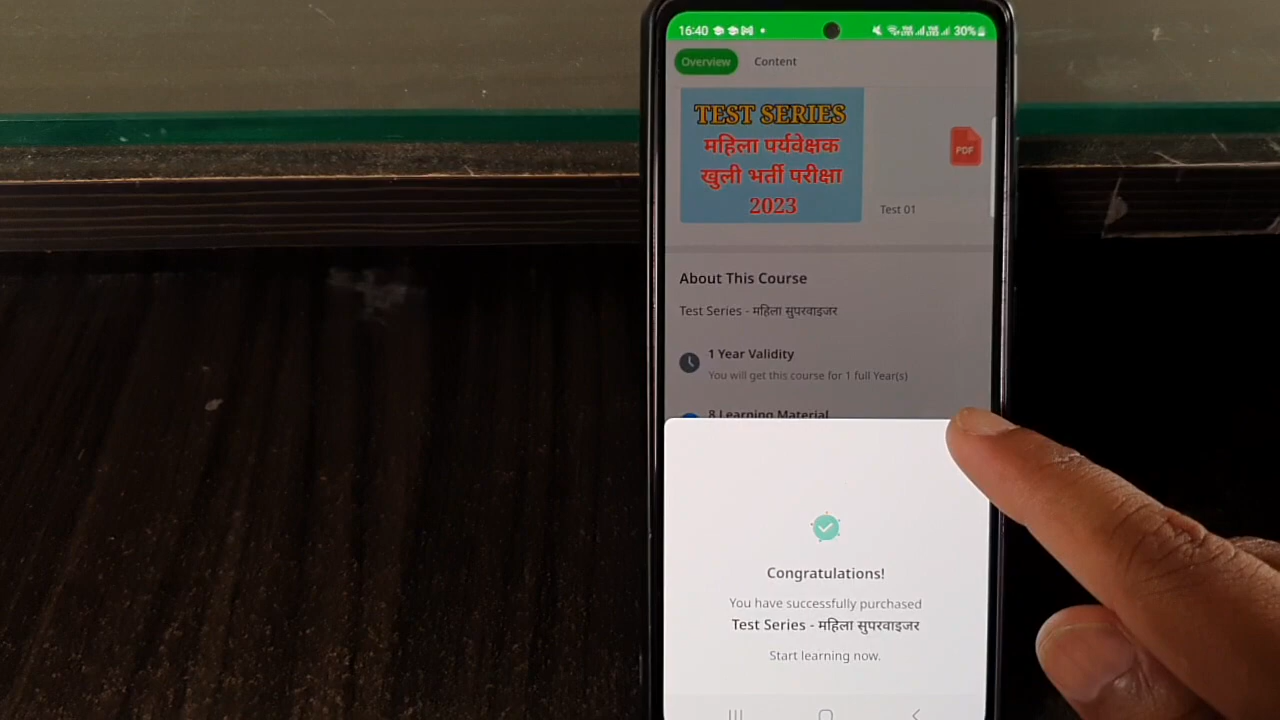 16:40
30%
Overview
Content
TEST SERIES
महिला पर्यवेक्षक
खुली भर्ती परीक्षा
2023
PDF
Test 01
About This Course
Test Series - महिला सुपरवाइजर
1 Year Validity
You will get this course for 1 full Year(s)
8 Learning Material
Congratulations!
You have successfully purchased
Test Series - महिला सुपरवाइजर
Start learning now.